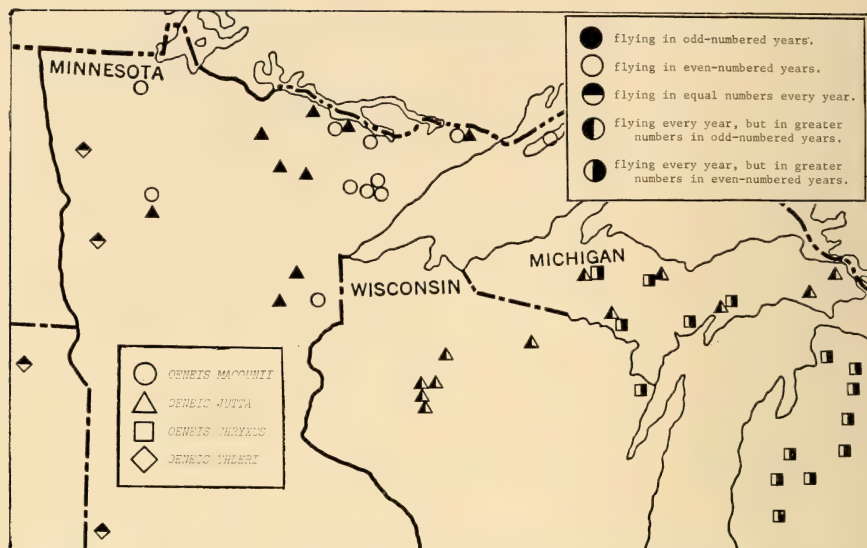 MINNESOTA
flying in odd-numbered years.
flying in even-numbered years.
flying in equal numbers every year.
flying every year, but in greater
numbers in odd-numbered years.
flying every year, but in greater
numbers in even-numbered years.
MICHIGAN
WISCONSIN
OENEIS MACOUNII
OENEIS JUTTA
OENEIS CHRYXUS
OENEIS UHLERI